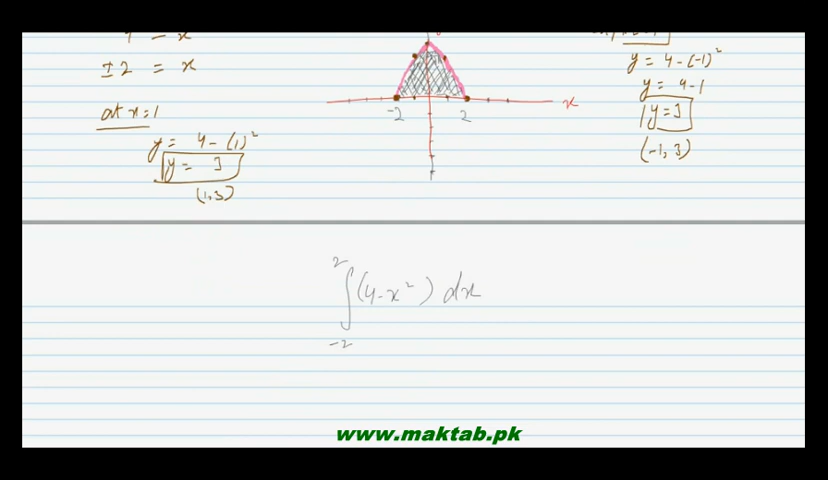 4 = x
± 2 = x
at x = 1
y = 4 - (1)²
y = 3
(1,3)
-2 2
x
y = 4 - (-1)²
y = 4 - 1
y = 3
(-1, 3)
2
∫ (4 - x²) dx
-2
www.maktab.pk